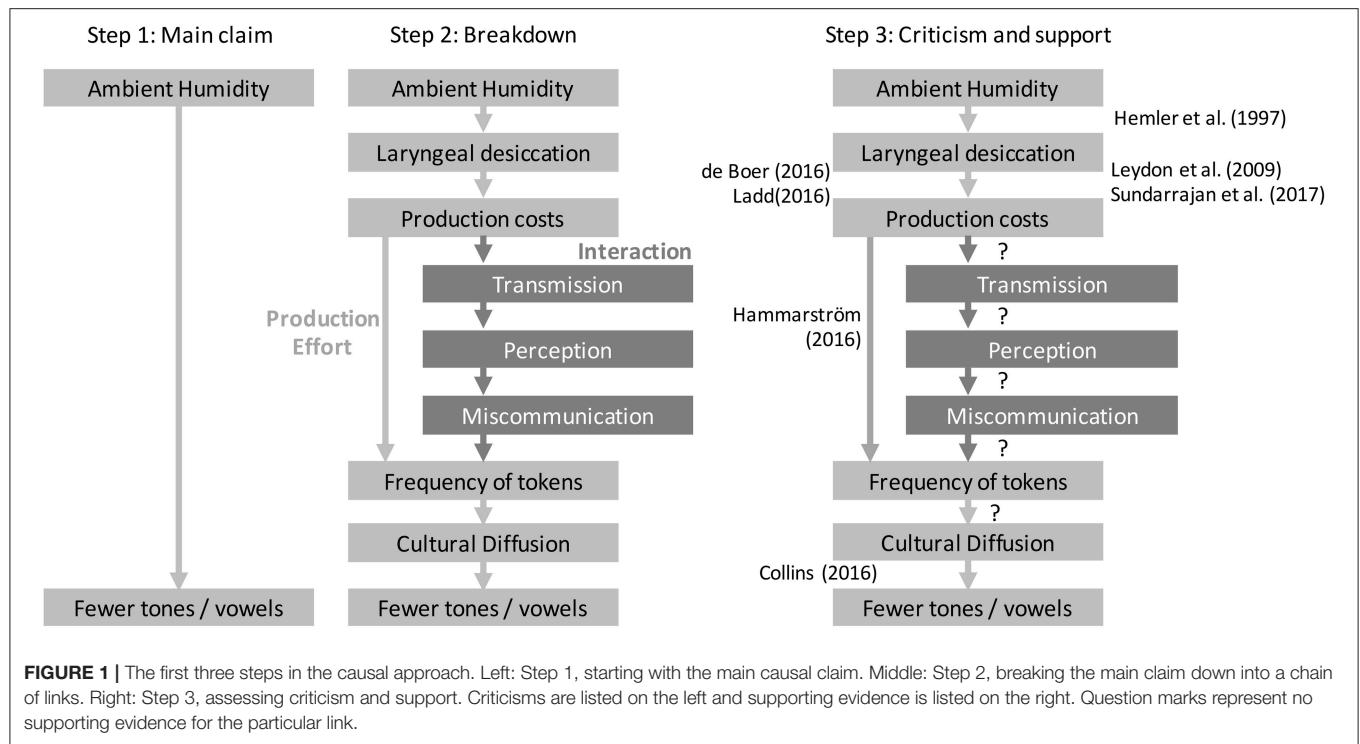 Step 1: Main claim
Ambient Humidity
Fewer tones / vowels
Step 2: Breakdown
Ambient Humidity
Laryngeal desiccation
Production costs
Interaction
Transmission
Production
Effort
Perception
Miscommunication
Frequency of tokens
Cultural Diffusion
Fewer tones / vowels
Step 3: Criticism and support
Ambient Humidity
Hemler et al. (1997)
Laryngeal desiccation
de Boer (2016)
Ladd(2016)
Leydon et al. (2009)
Sundarrajan et al. (2017)
Production costs
?
Transmission
?
Hammarström
(2016)
Perception
?
Miscommunication
?
Frequency of tokens
?
Cultural Diffusion
Collins (2016)
Fewer tones / vowels
FIGURE 1 | The first three steps in the causal approach. Left: Step 1, starting with the main causal claim. Middle: Step 2, breaking the main claim down into a chain
of links. Right: Step 3, assessing criticism and support. Criticisms are listed on the left and supporting evidence is listed on the right. Question marks represent no
supporting evidence for the particular link.